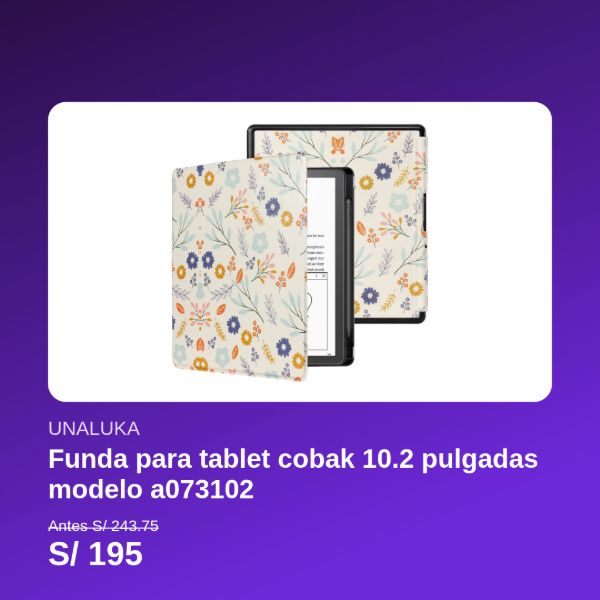 UNALUKA
Funda para tablet cobak 10.2 pulgadas
modelo a073102
Antes S/ 243.75
S/ 195